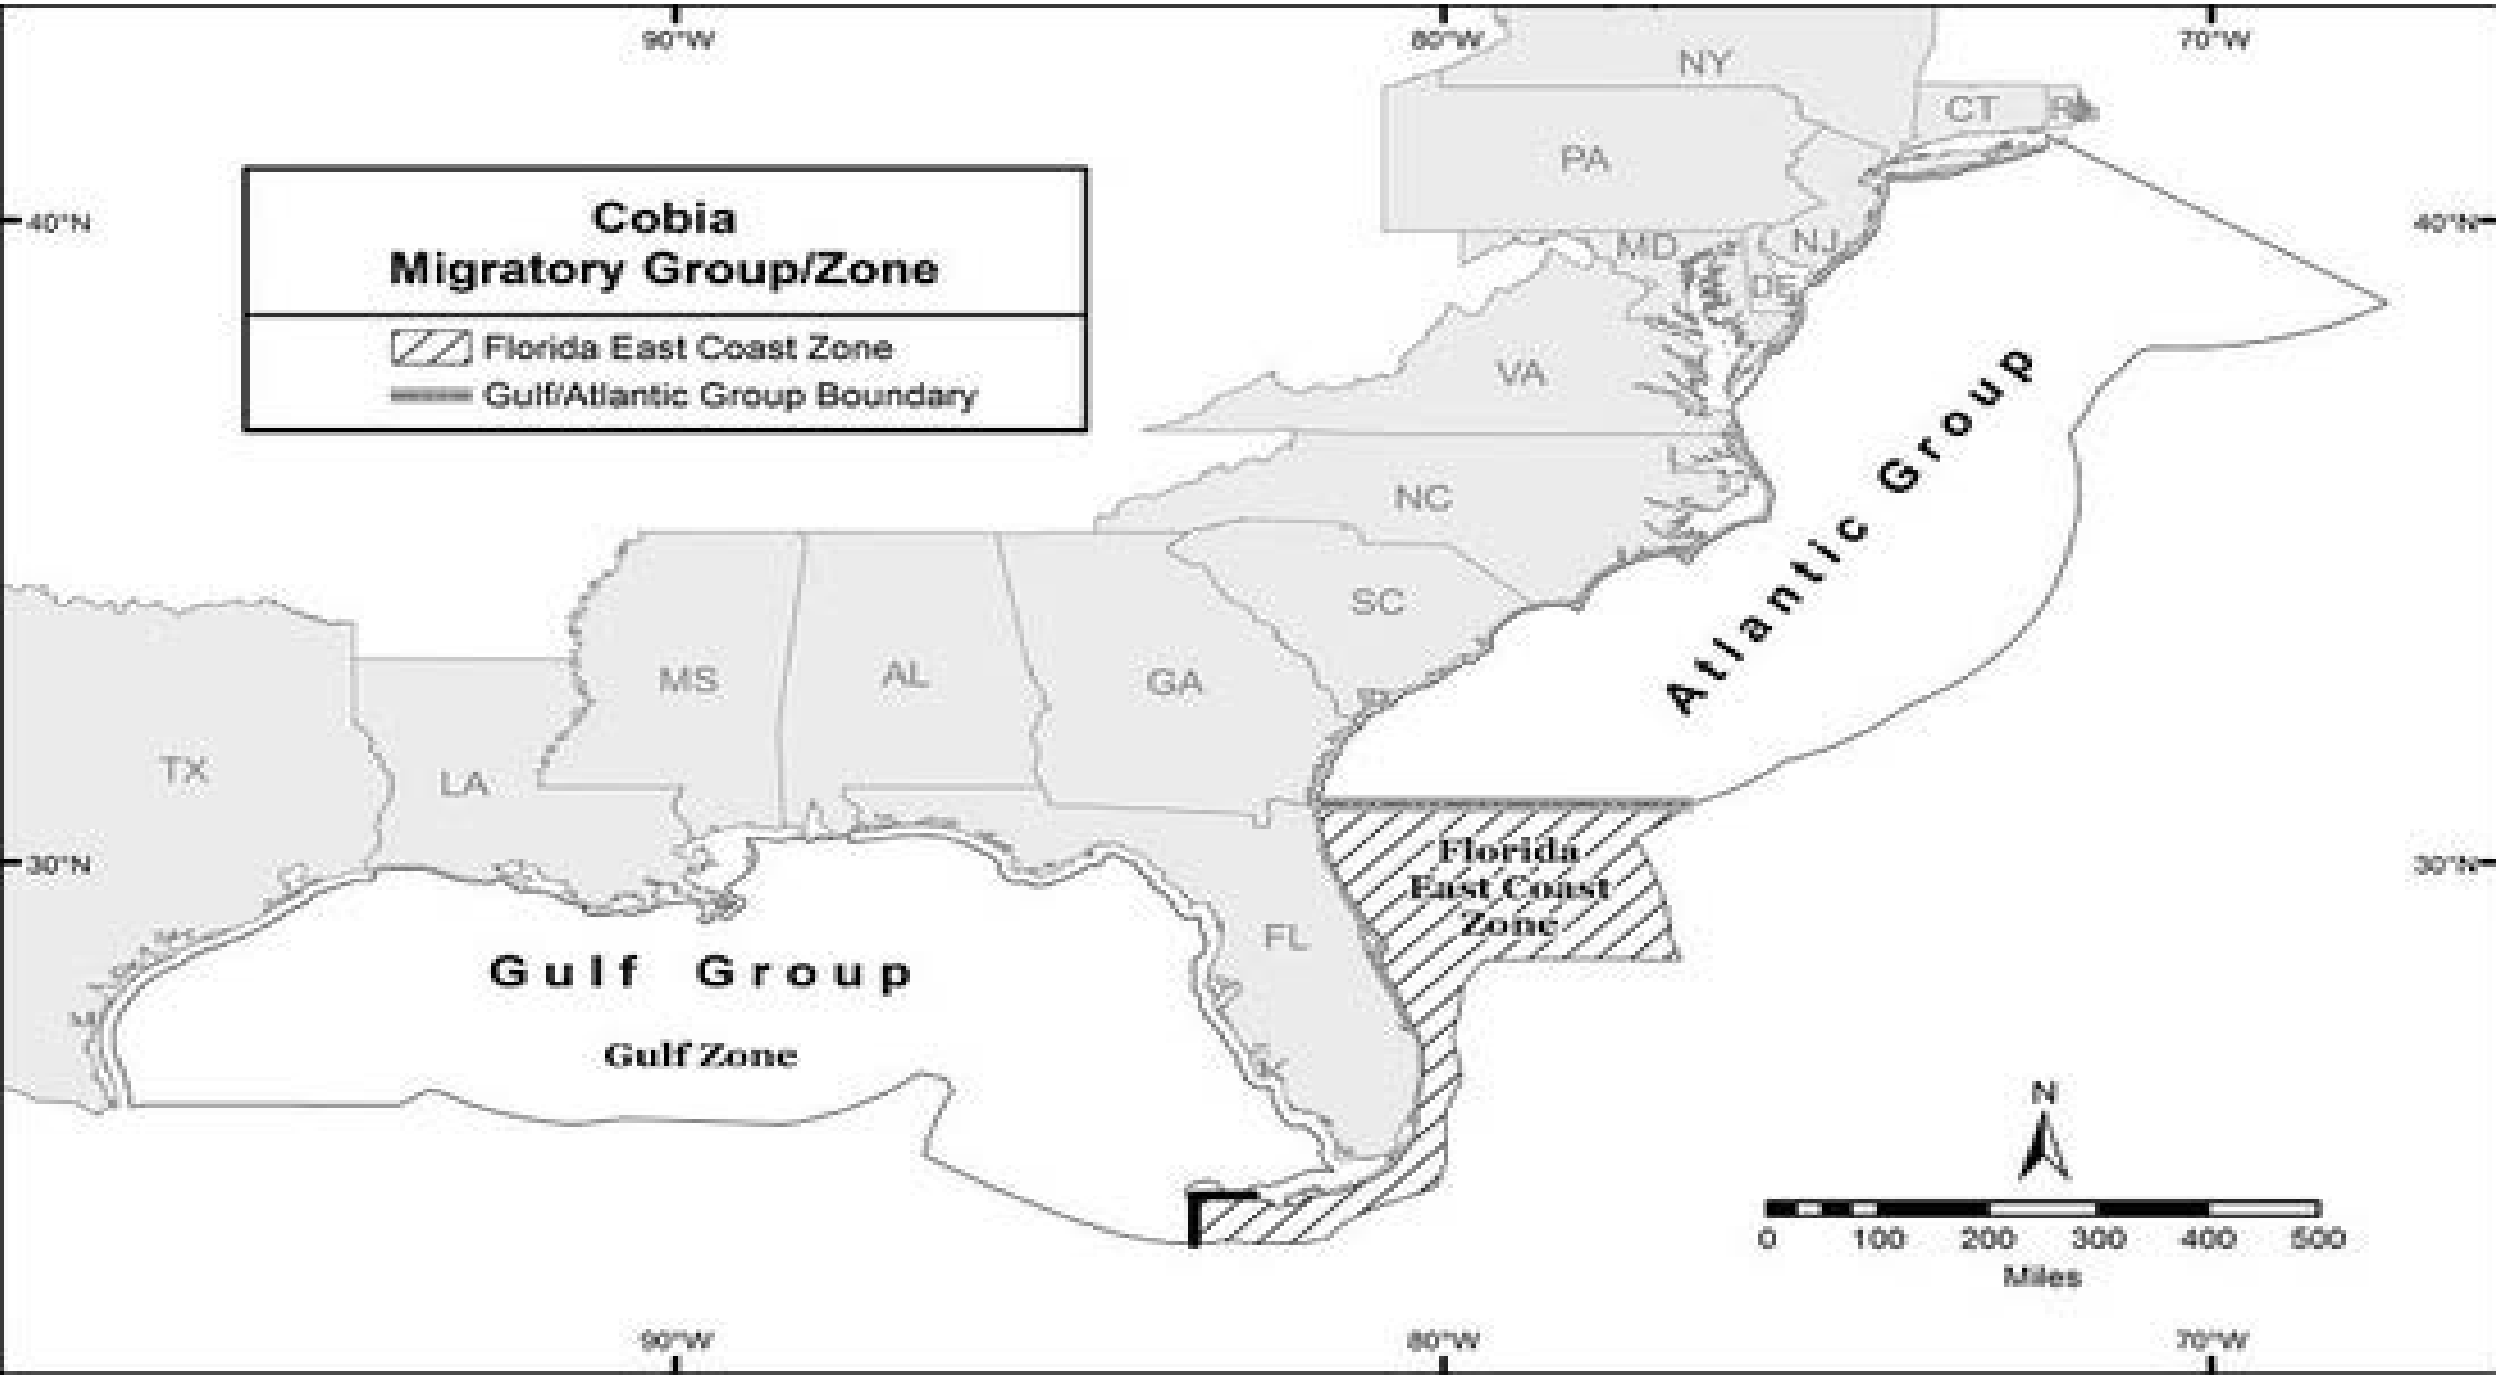 90°W 80°W 70°W
NY
CT
PA
40°N 40°N
Cobia
Migratory Group/Zone
Florida East Coast Zone
Gulf/Atlantic Group Boundary
MD
NJ
DE
VA
NC
SC
MS
AL
GA
TX
LA
FL
Atlantic Group
30°N 30°N
Florida
East Coast
Zone
Gulf Group
Gulf Zone
N
0 100 200 300 400 500
Miles
90°W 80°W 70°W